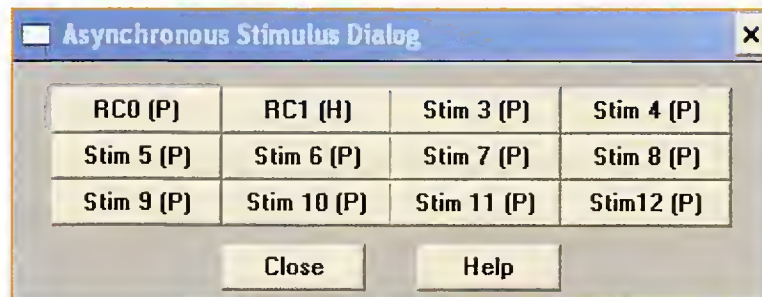 Asynchronous Stimulus Dialog
RC0 (P) RC1 (H) Stim 3 (P) Stim 4 (P)
Stim 5 (P) Stim 6 (P) Stim 7 (P) Stim 8 (P)
Stim 9 (P) Stim 10 (P) Stim 11 (P) Stim12 (P)
Close Help